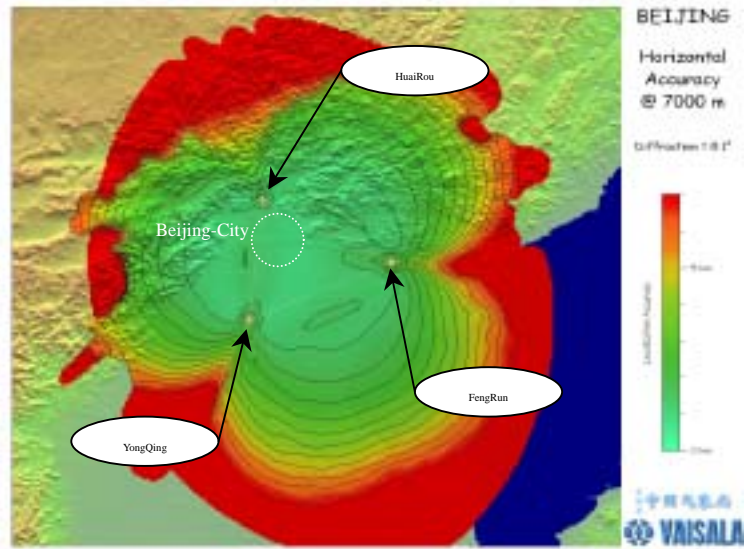 BEIJING
Horizontal
Accuracy
@ 7000 m
HuaiRou
Beijing-City
FengRun
YongQing
VAISALA